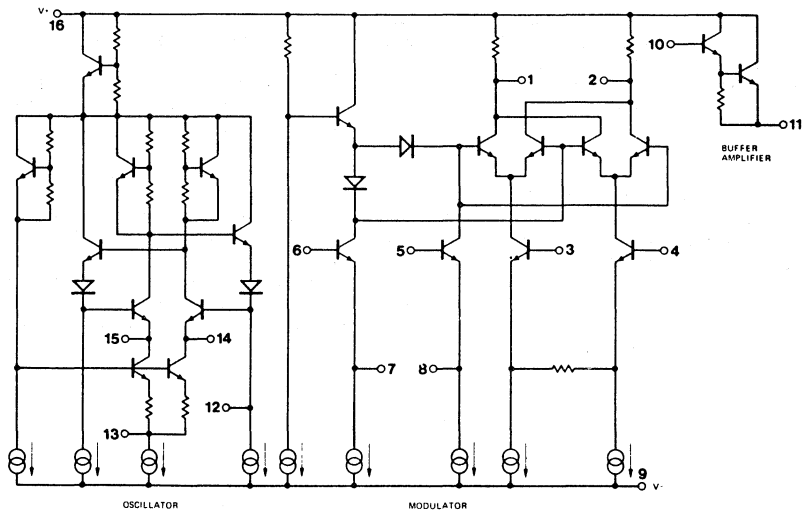 V+
16
10
1
2
11
BUFFER
AMPLIFIER
6
5
3
4
15
14
7
8
12
13
9
V-
OSCILLATOR
MODULATOR